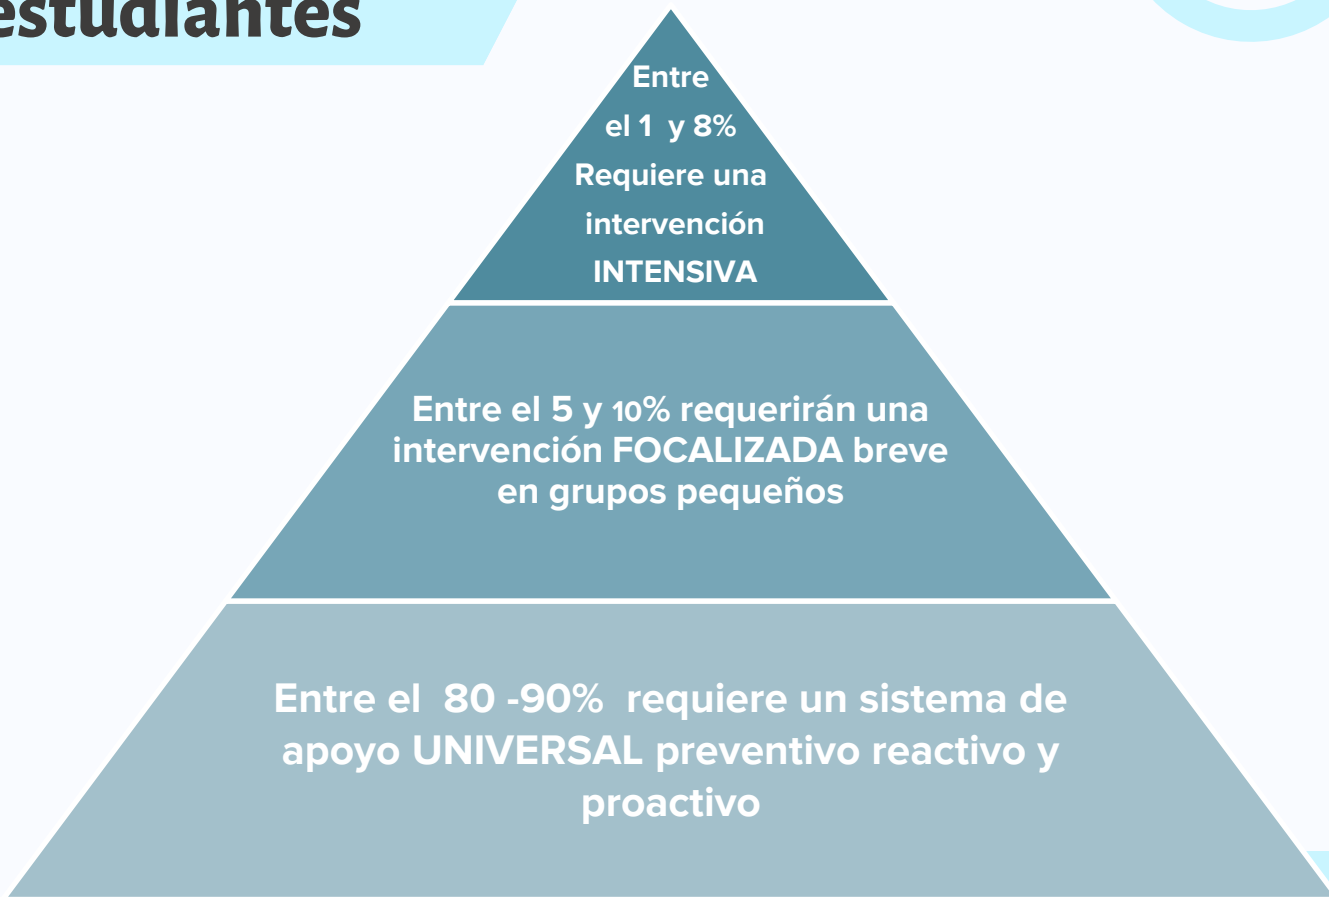 estudiantes
Entre
el 1 y 8%
Requiere una
intervención
INTENSIVA
Entre el 5 y 10% requerirán una
intervención FOCALIZADA breve
en grupos pequeños
Entre el 80 -90% requiere un sistema de
apoyo UNIVERSAL preventivo reactivo y
proactivo